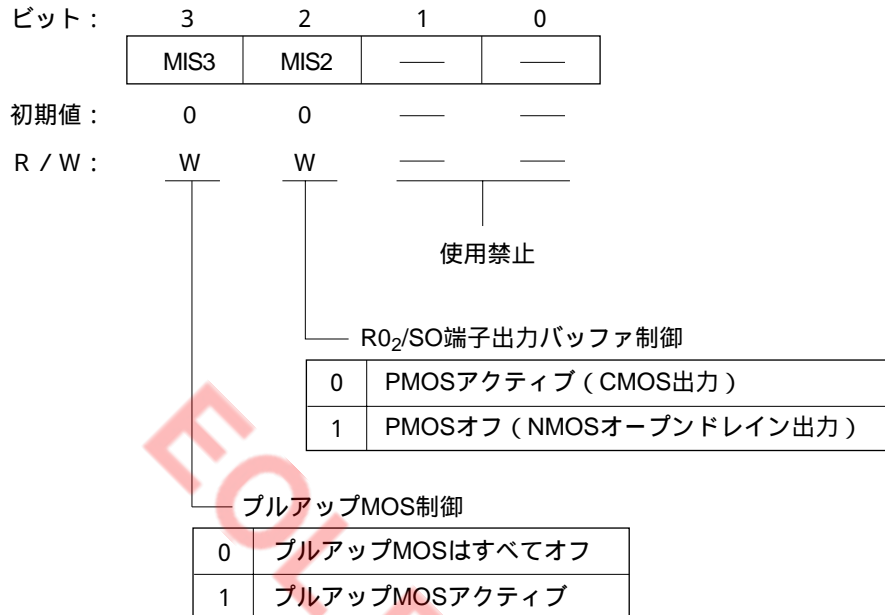 ビット： 3 2 1 0
MIS3 MIS2 —— ——
初期値： 0 0 —— ——
R／W： W W —— ——
使用禁止
R0₂/SO端子出力バッファ制御
0 PMOSアクティブ（CMOS出力）
1 PMOSオフ（NMOSオープンドレイン出力）
プルアップMOS制御
0 プルアップMOSはすべてオフ
1 プルアップMOSアクティブ
EOL